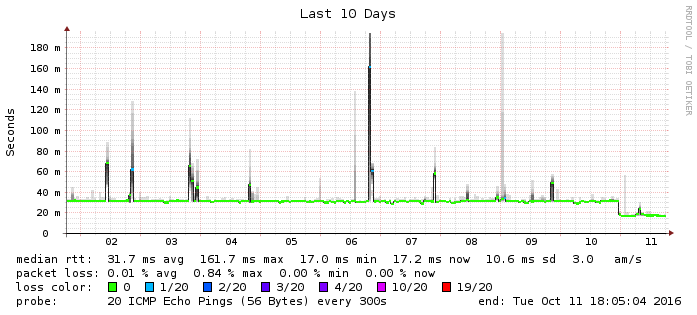 Last 10 Days
RRDTOOL / TOBI OETIKER
Seconds
180 m
160 m
140 m
120 m
100 m
80 m
60 m
40 m
20 m
0
02 03 04 05 06 07 08 09 10 11
median rtt: 31.7 ms avg 161.7 ms max 17.0 ms min 17.2 ms now 10.6 ms sd 3.0 am/s
packet loss: 0.01 % avg 0.84 % max 0.00 % min 0.00 % now
loss color: 0 1/20 2/20 3/20 4/20 10/20 19/20
probe: 20 ICMP Echo Pings (56 Bytes) every 300s end: Tue Oct 11 18:05:04 2016